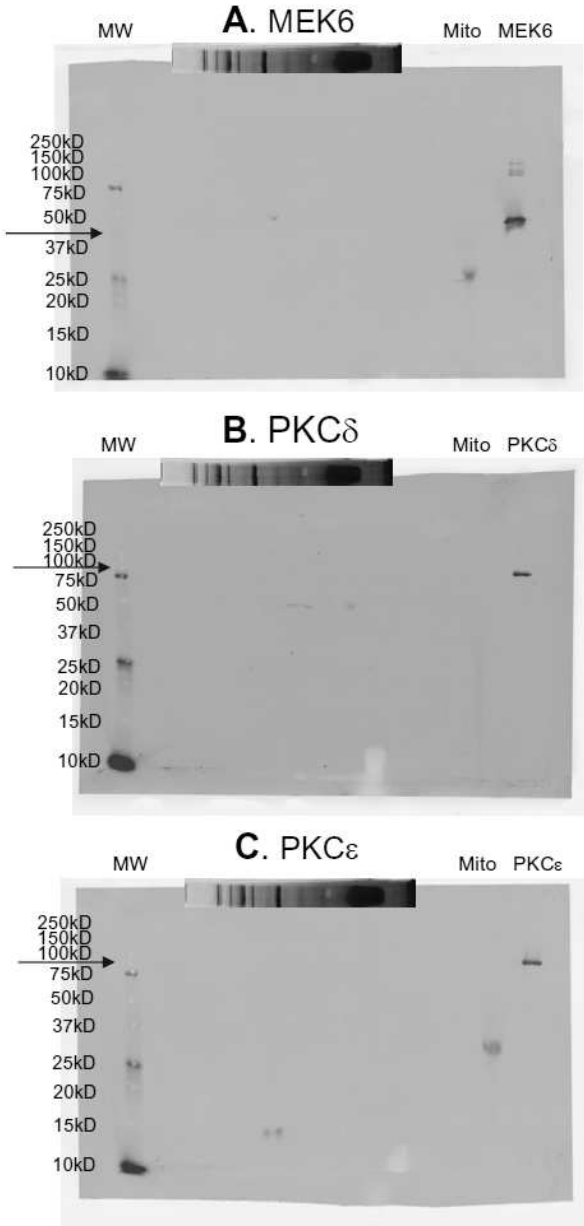 A. MEK6
MW
Mito MEK6
250kD
150kD
100kD
75kD
50kD
37kD
25kD
20kD
15kD
10kD
B. PKCδ
MW
Mito PKCδ
250kD
150kD
100kD
75kD
50kD
37kD
25kD
20kD
15kD
10kD
C. PKCε
MW
Mito PKCε
250kD
150kD
100kD
75kD
50kD
37kD
25kD
20kD
15kD
10kD